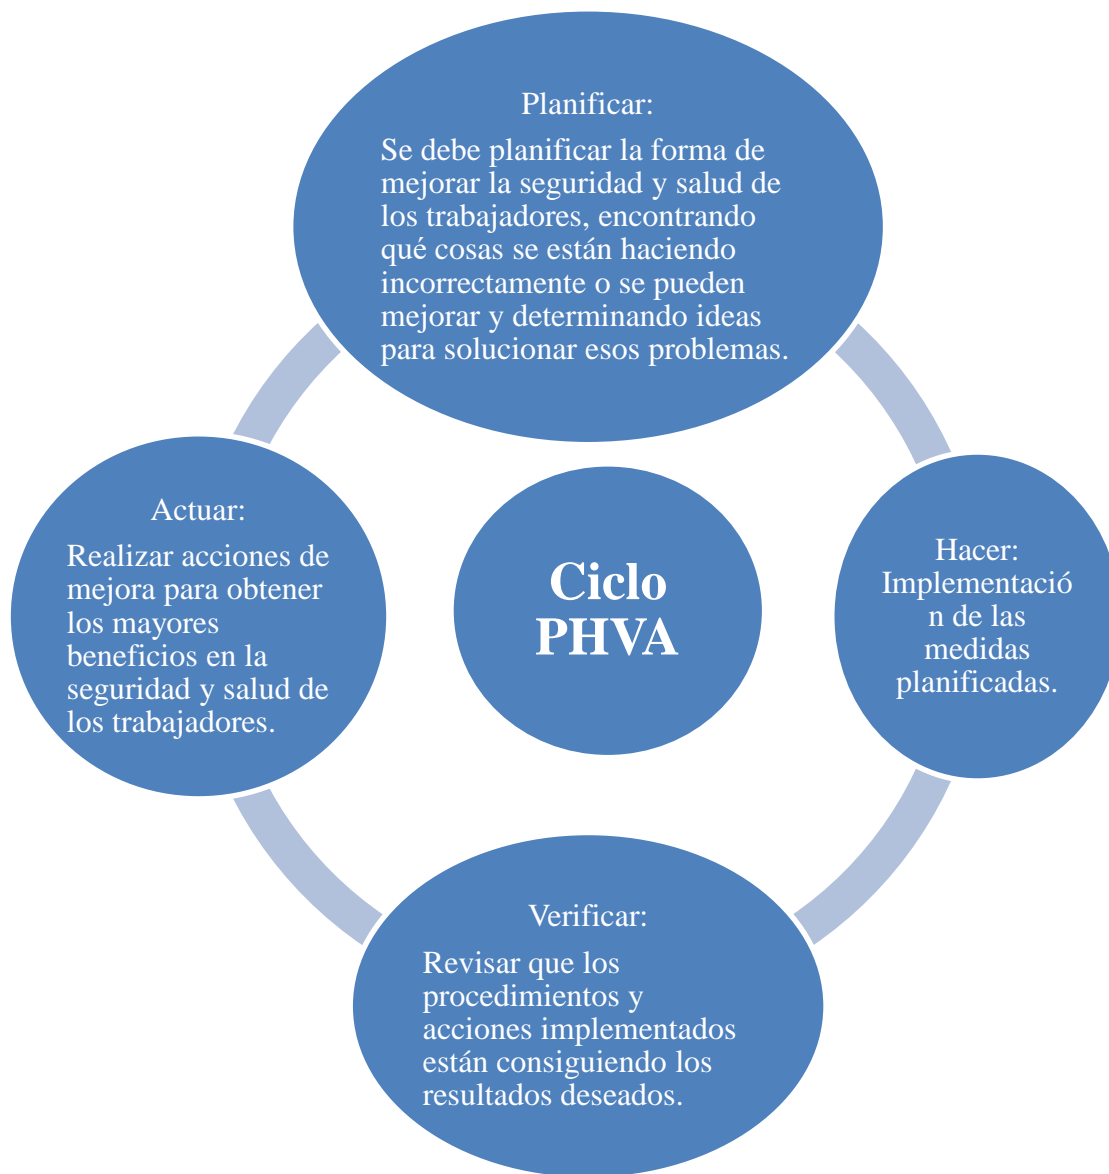 Planificar:
Se debe planificar la forma de
mejorar la seguridad y salud de
los trabajadores, encontrando
qué cosas se están haciendo
incorrectamente o se pueden
mejorar y determinando ideas
para solucionar esos problemas.
Hacer:
Implementació
n de las
medidas
planificadas.
Verificar:
Revisar que los
procedimientos y
acciones implementados
están consiguiendo los
resultados deseados.
Actuar:
Realizar acciones de
mejora para obtener
los mayores
beneficios en la
seguridad y salud de
los trabajadores.
Ciclo
PHVA